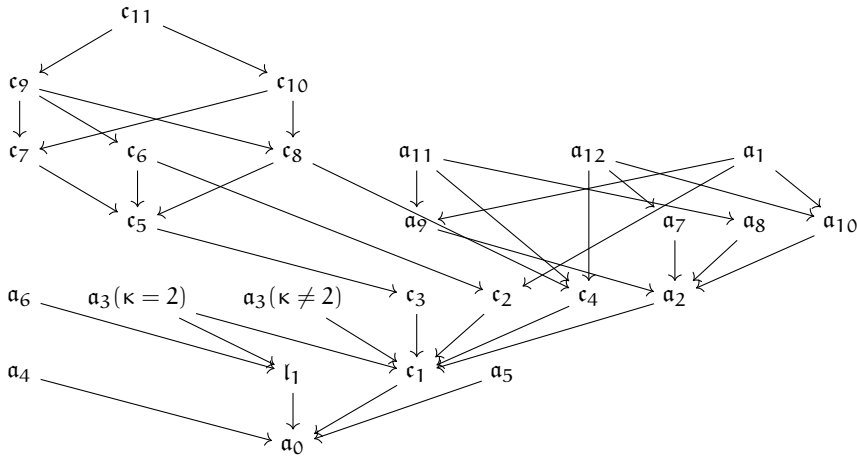 𝔠₁₁
𝔠₉ 𝔠₁₀
𝔠₇ 𝔠₆ 𝔠₈ 𝔞₁₁ 𝔞₁₂ 𝔞₁
𝔠₅ 𝔞₉ 𝔞₇ 𝔞₈ 𝔞₁₀
𝔞₆ 𝔞₃(κ = 2) 𝔞₃(κ ≠ 2) 𝔠₃ 𝔠₂ 𝔠₄ 𝔞₂
𝔞₄ 𝔩₁ 𝔠₁ 𝔞₅
𝔞₀